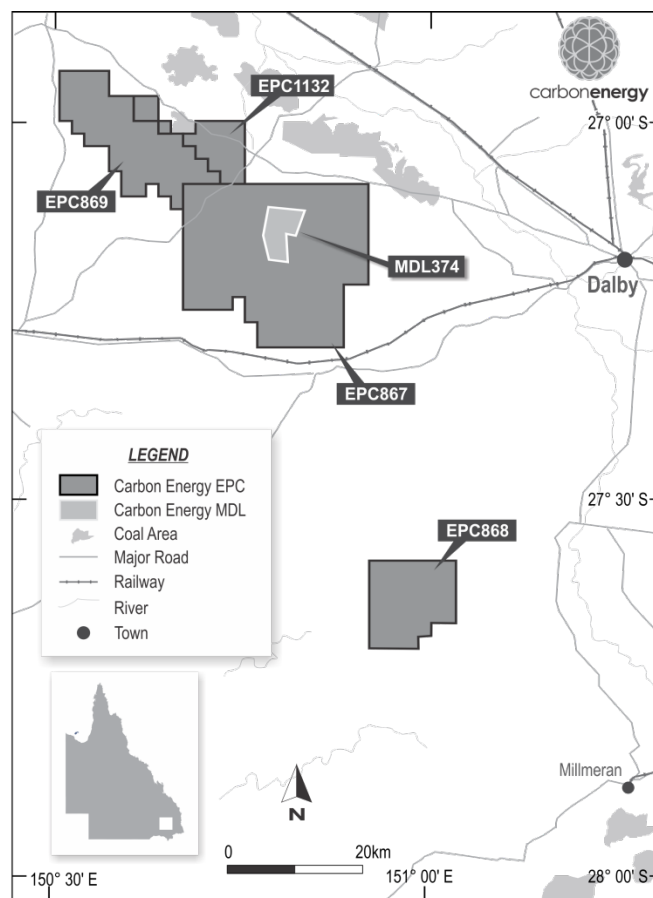 carbonenergy
EPC1132
27° 00' S
EPC869
MDL374
Dalby
EPC867
LEGEND
Carbon Energy EPC
Carbon Energy MDL
Coal Area
Major Road
Railway
River
Town
27° 30' S
EPC868
Millmeran
N
0 20km
150° 30' E
151° 00' E
28° 00' S